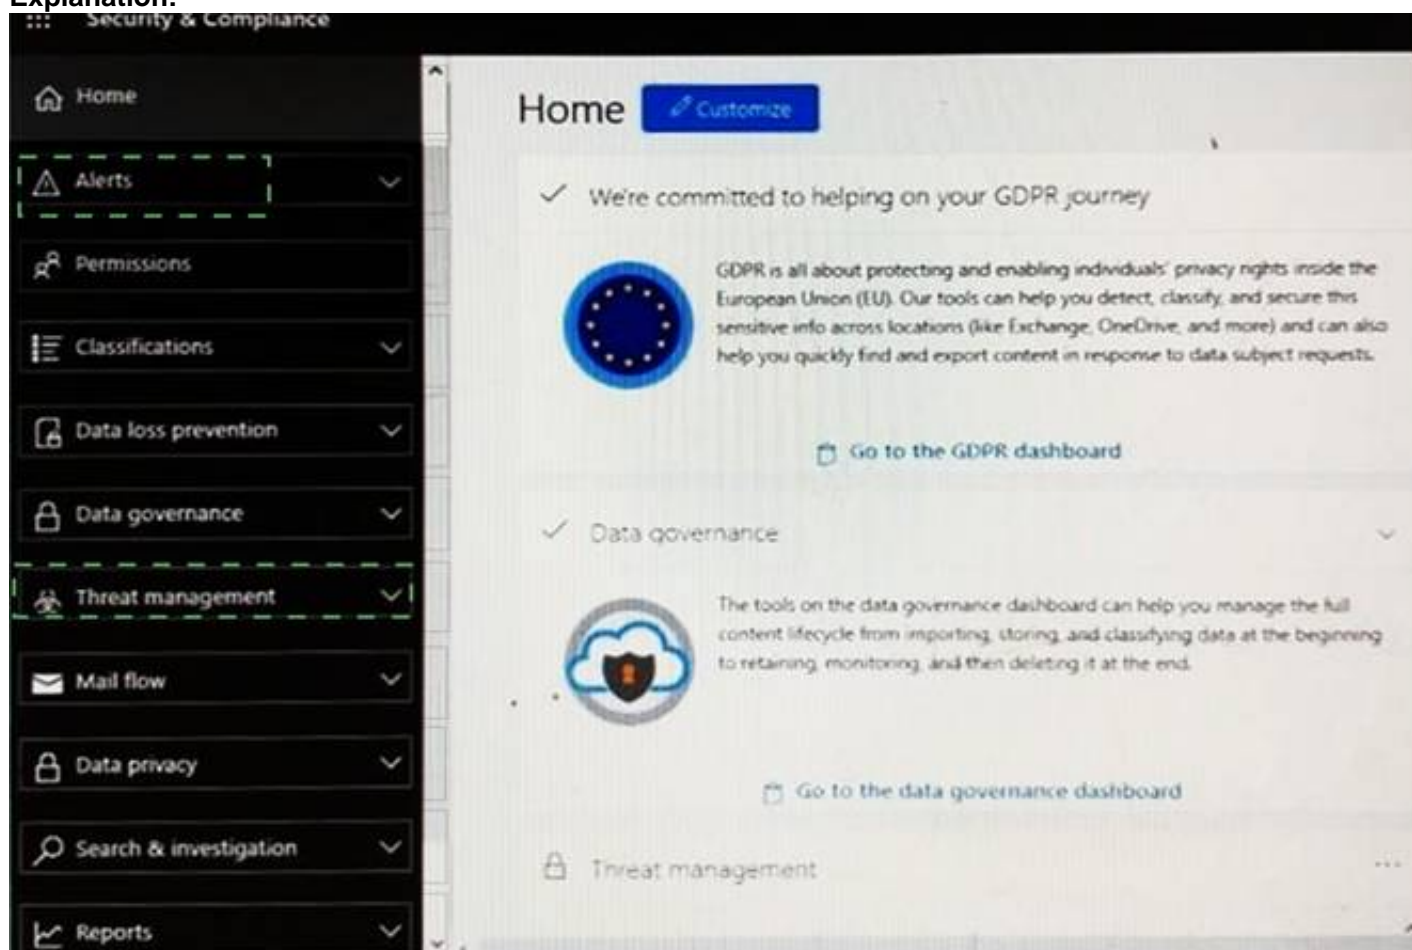 Explanation:
Security & Compliance
Home
Alerts
Permissions
Classifications
Data loss prevention
Data governance
Threat management
Mail flow
Data privacy
Search & investigation
Reports
Home Customize
We're committed to helping on your GDPR journey
GDPR is all about protecting and enabling individuals' privacy rights inside the
European Union (EU). Our tools can help you detect, classify, and secure this
sensitive info across locations (like Exchange, OneDrive, and more) and can also
help you quickly find and export content in response to data subject requests.
Go to the GDPR dashboard
Data governance
The tools on the data governance dashboard can help you manage the full
content lifecycle from importing, storing, and classifying data at the beginning
to retaining, monitoring, and then deleting it at the end.
Go to the data governance dashboard
Threat management